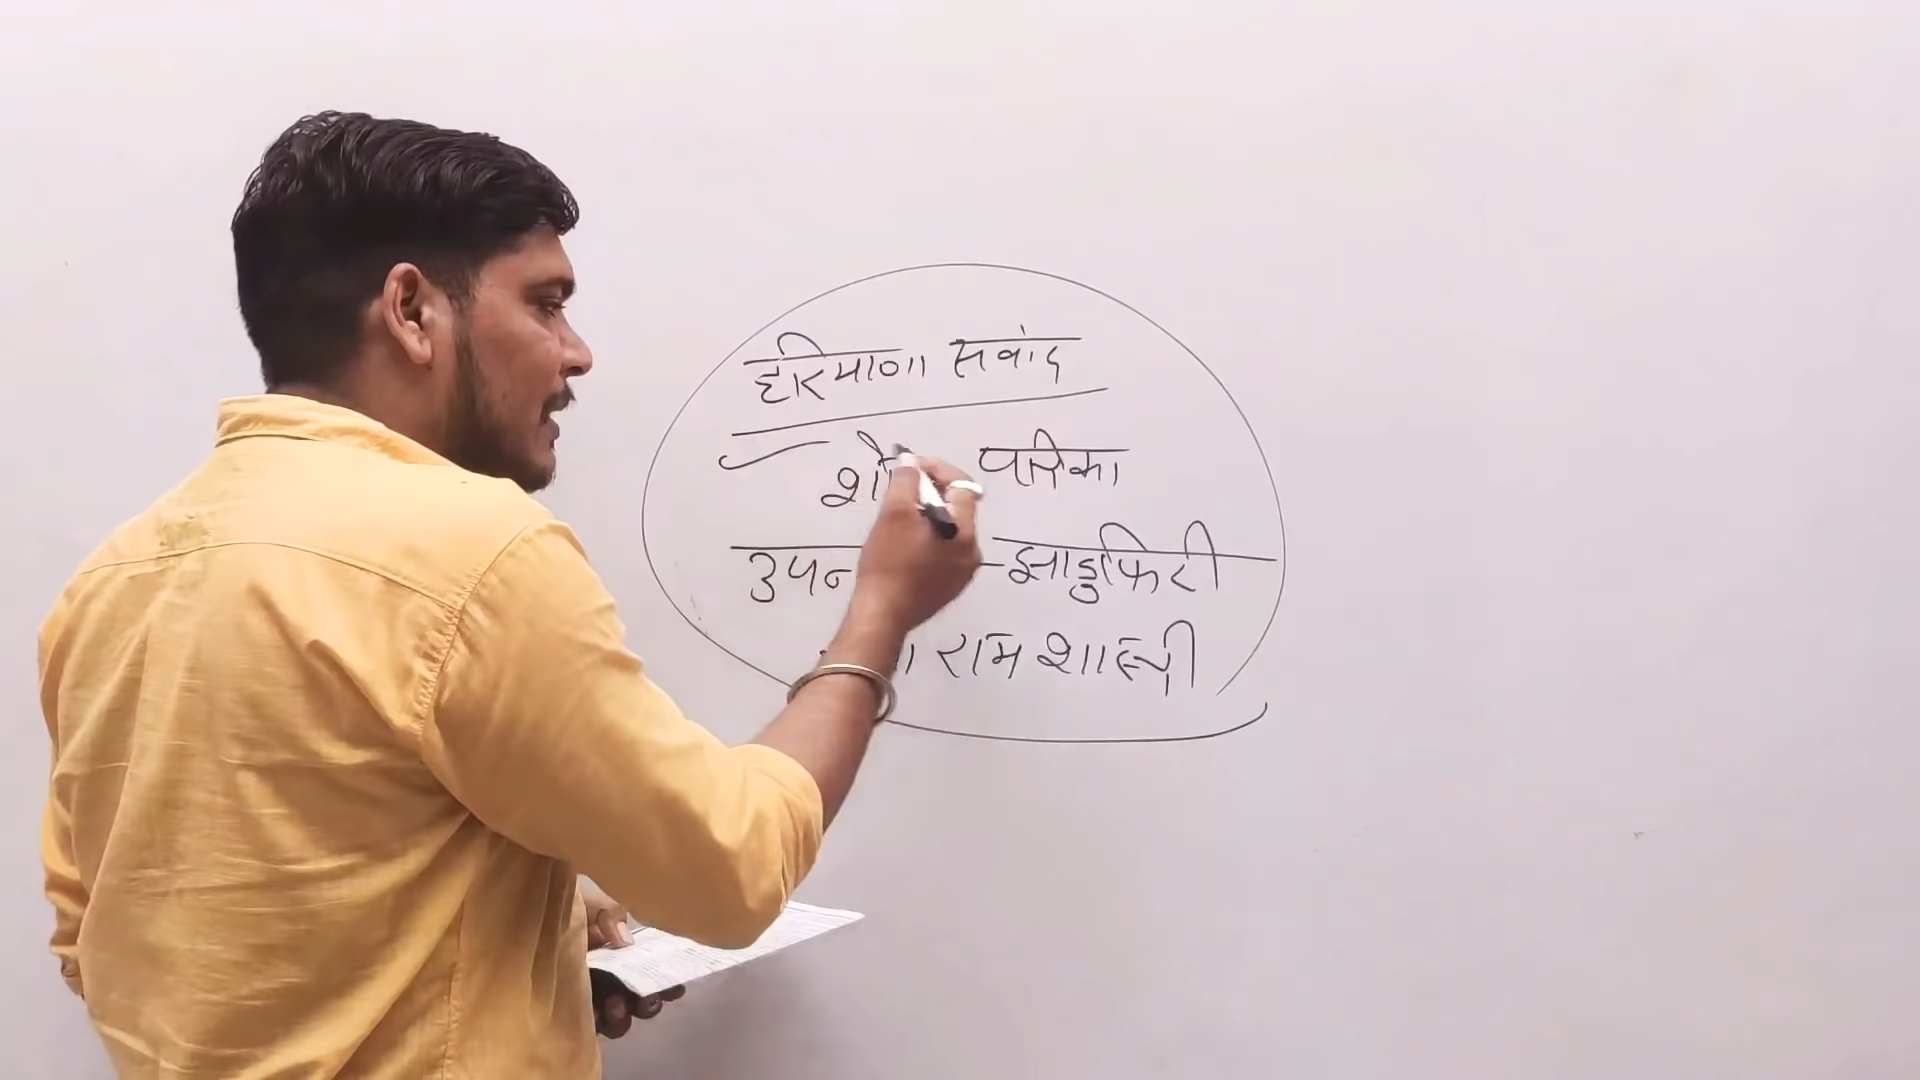 हरियाणा सवांद
पत्रिका
झाडुफिरी
राम शास्त्री